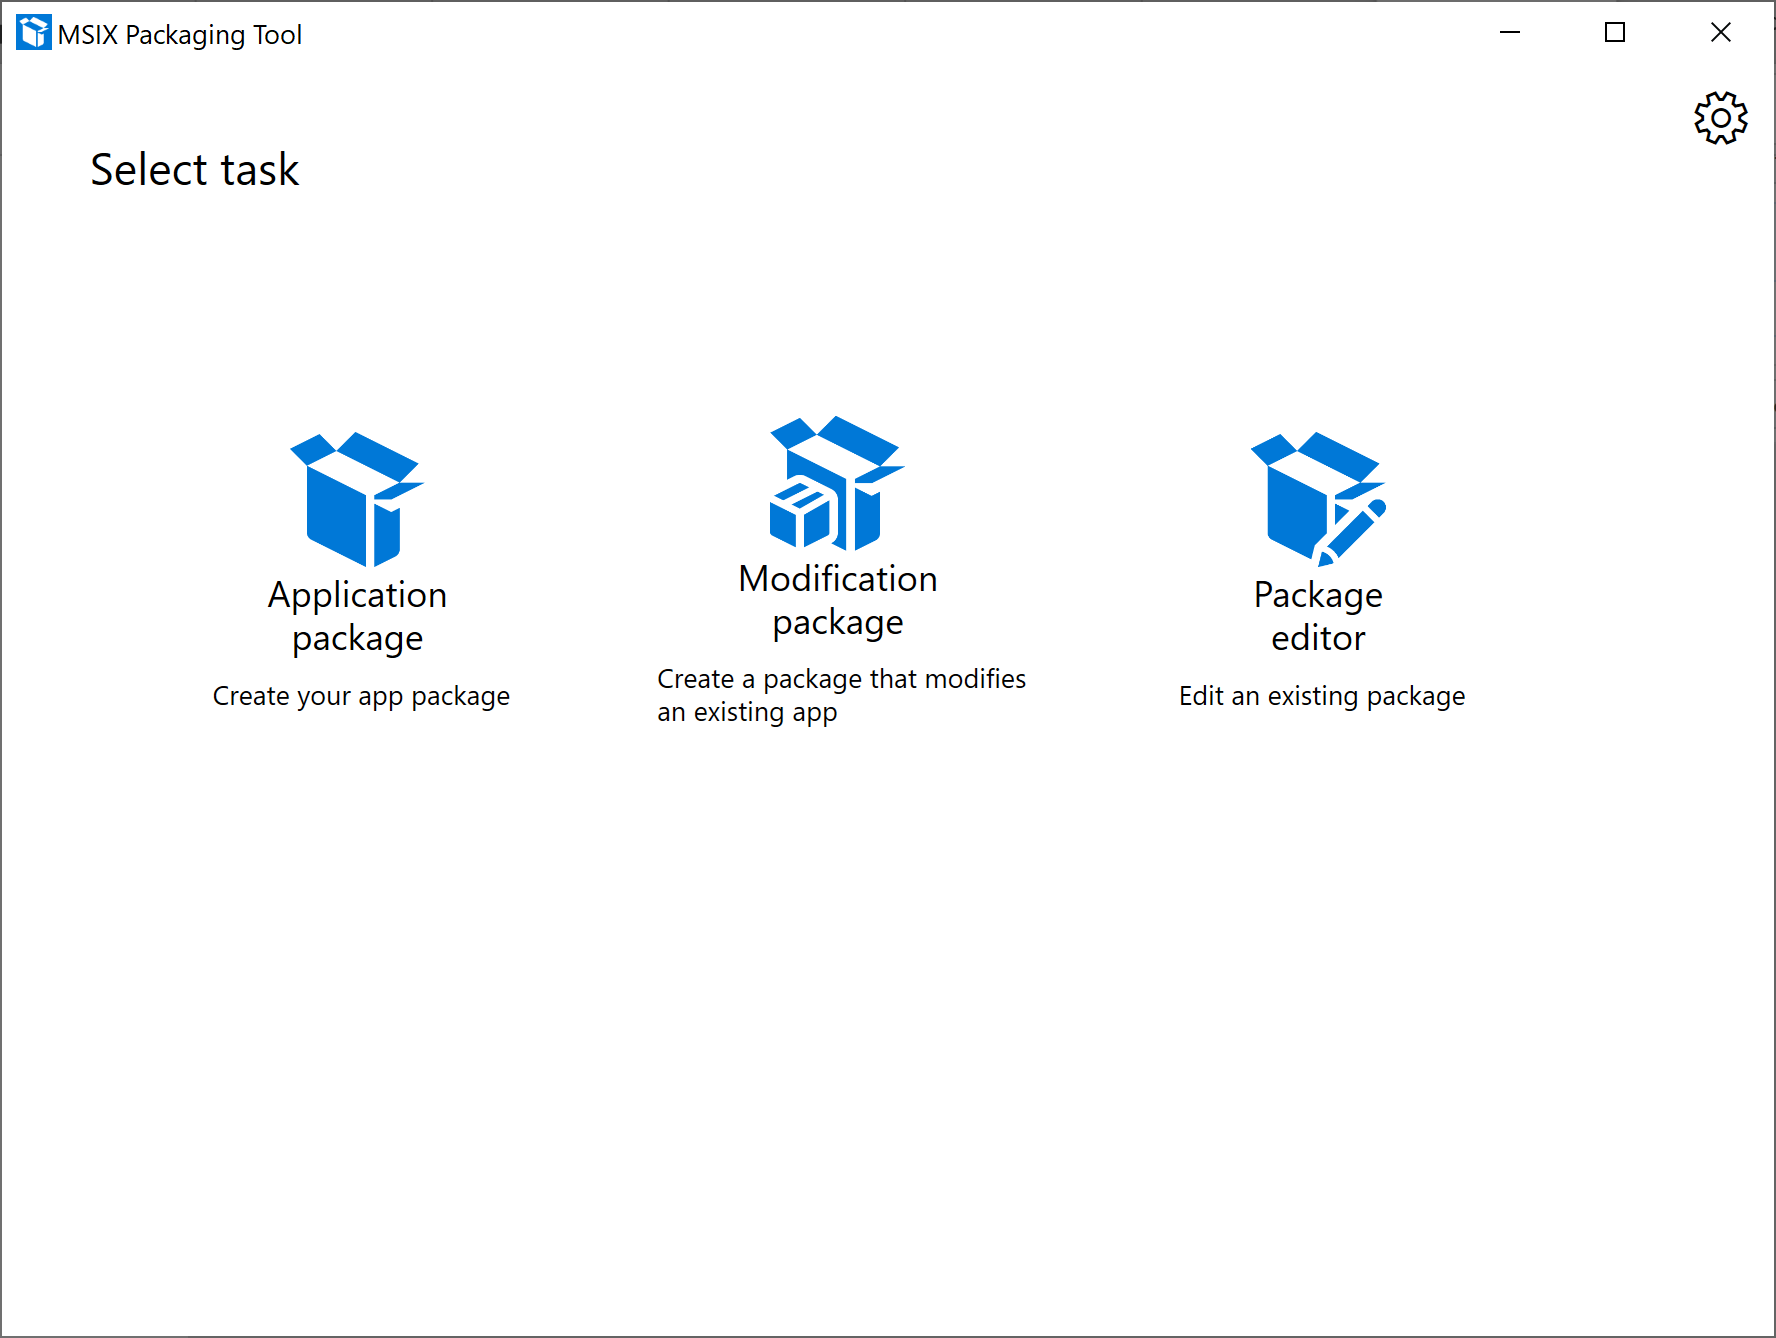 MSIX Packaging Tool
Select task
Application
package
Create your app package
Modification
package
Create a package that modifies
an existing app
Package
editor
Edit an existing package